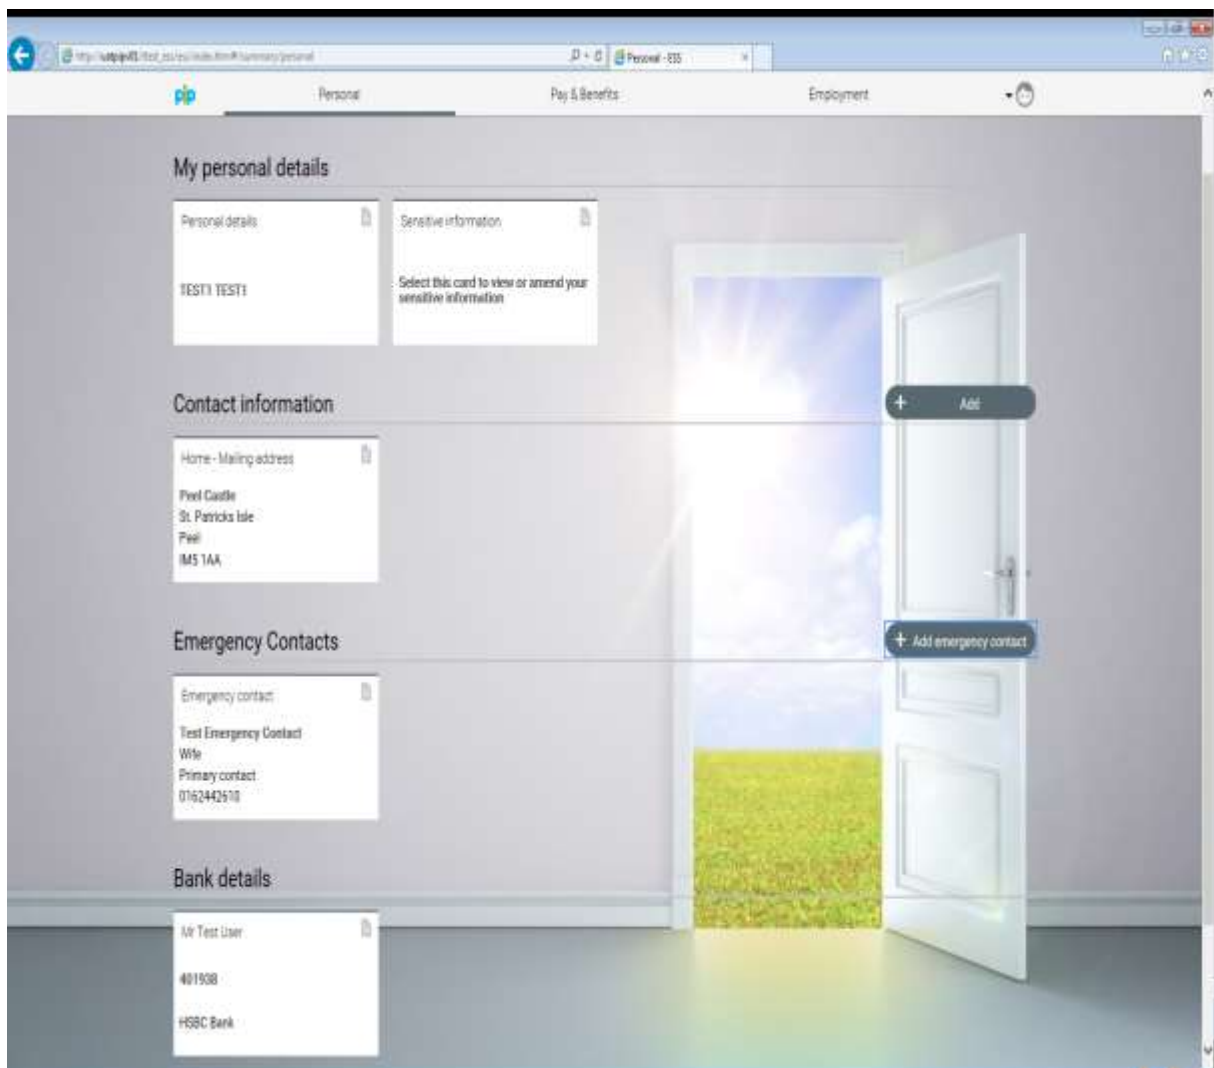 Personal - ESS
pip Personal Pay & Benefits Employment
My personal details
Personal details
TEST1 TEST1
Sensitive information
Select this card to view or amend your
sensitive information
Contact information
+ Add
Home - Mailing address
Peel Castle
St. Patricks Isle
Peel
IM5 1AA
Emergency Contacts
+ Add emergency contact
Emergency contact
Test Emergency Contact
Wife
Primary contact
0162442610
Bank details
Mr Test User
401938
HSBC Bank